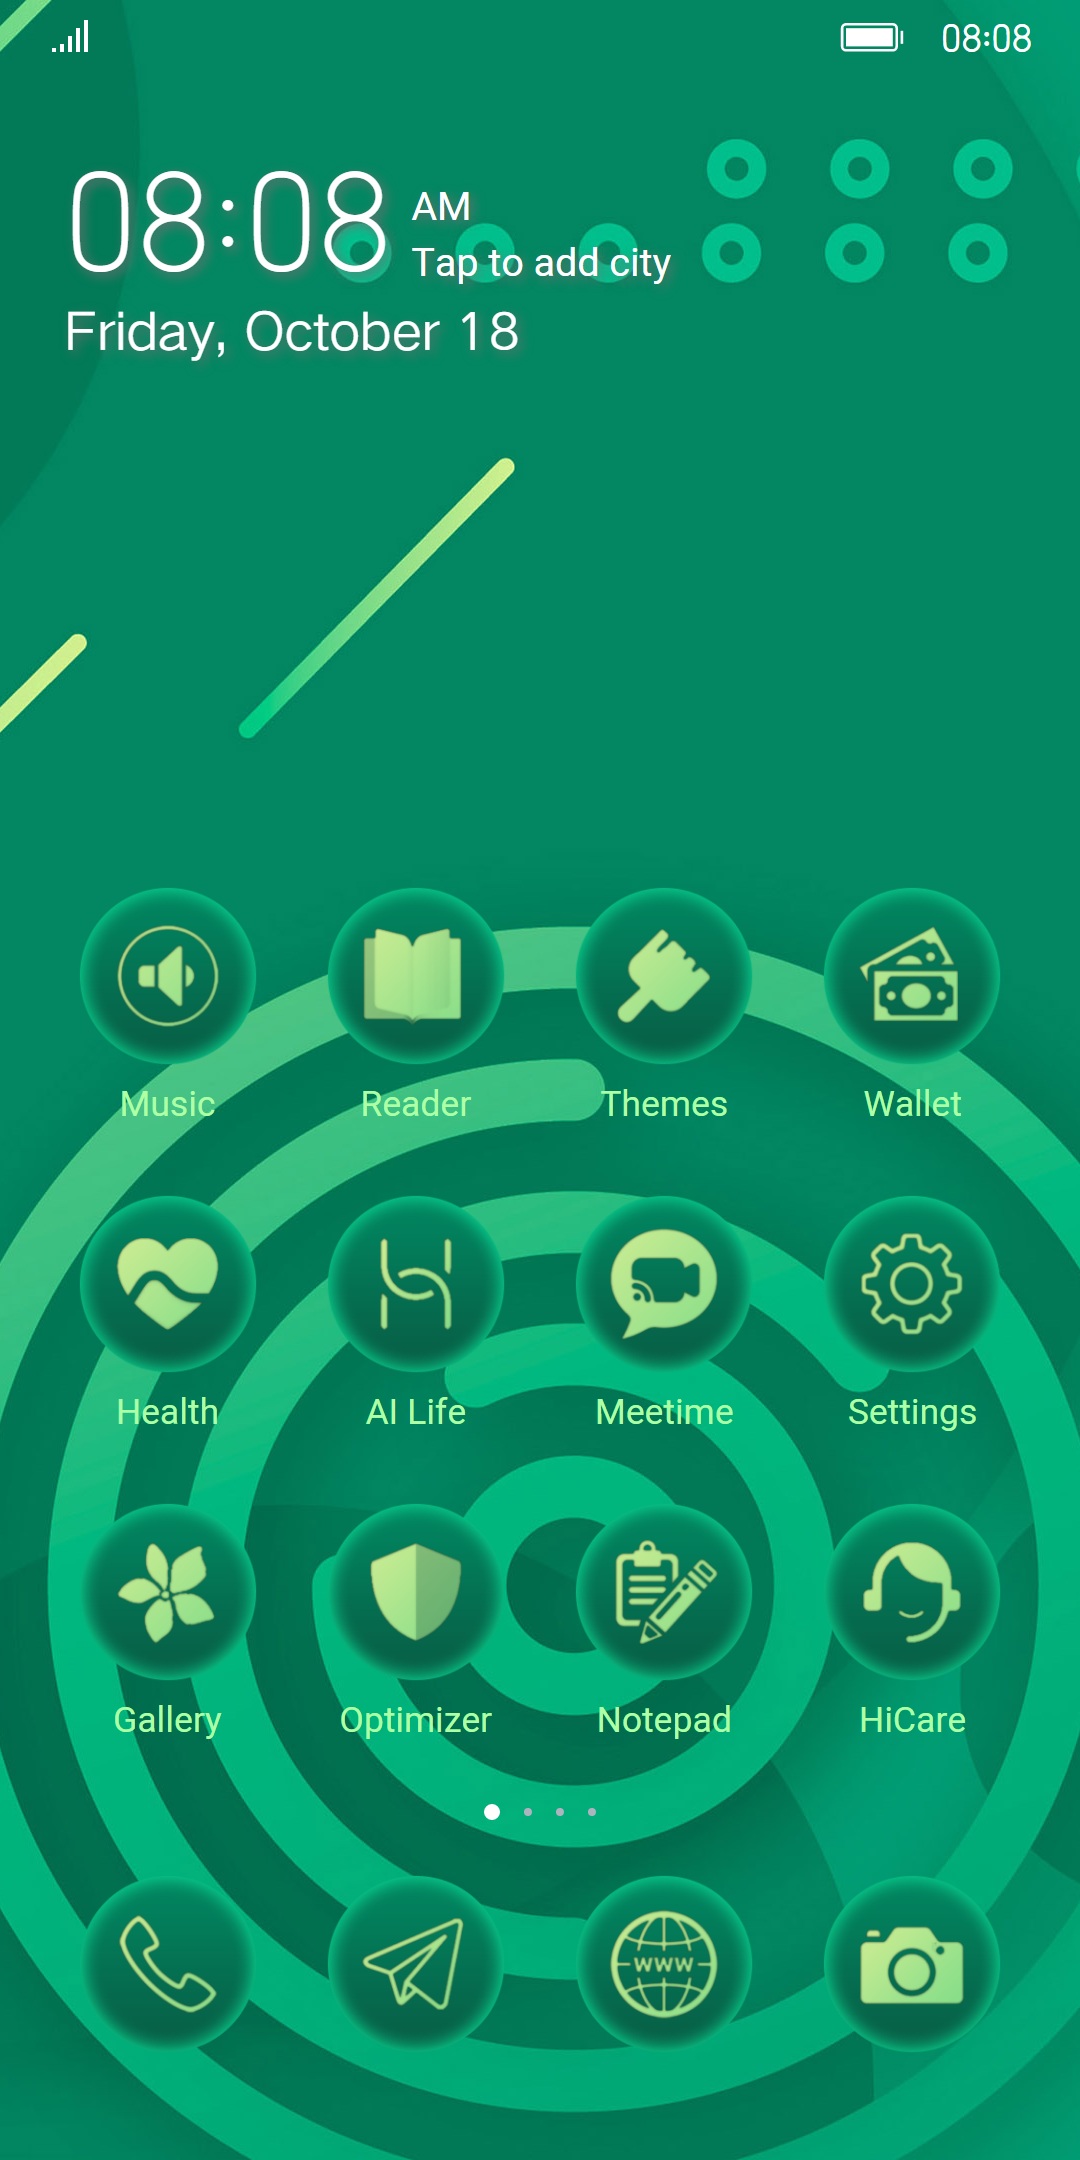 08:08
08:08 AM
Tap to add city
Friday, October 18
Music Reader Themes Wallet
Health AI Life Meetime Settings
Gallery Optimizer Notepad HiCare
www